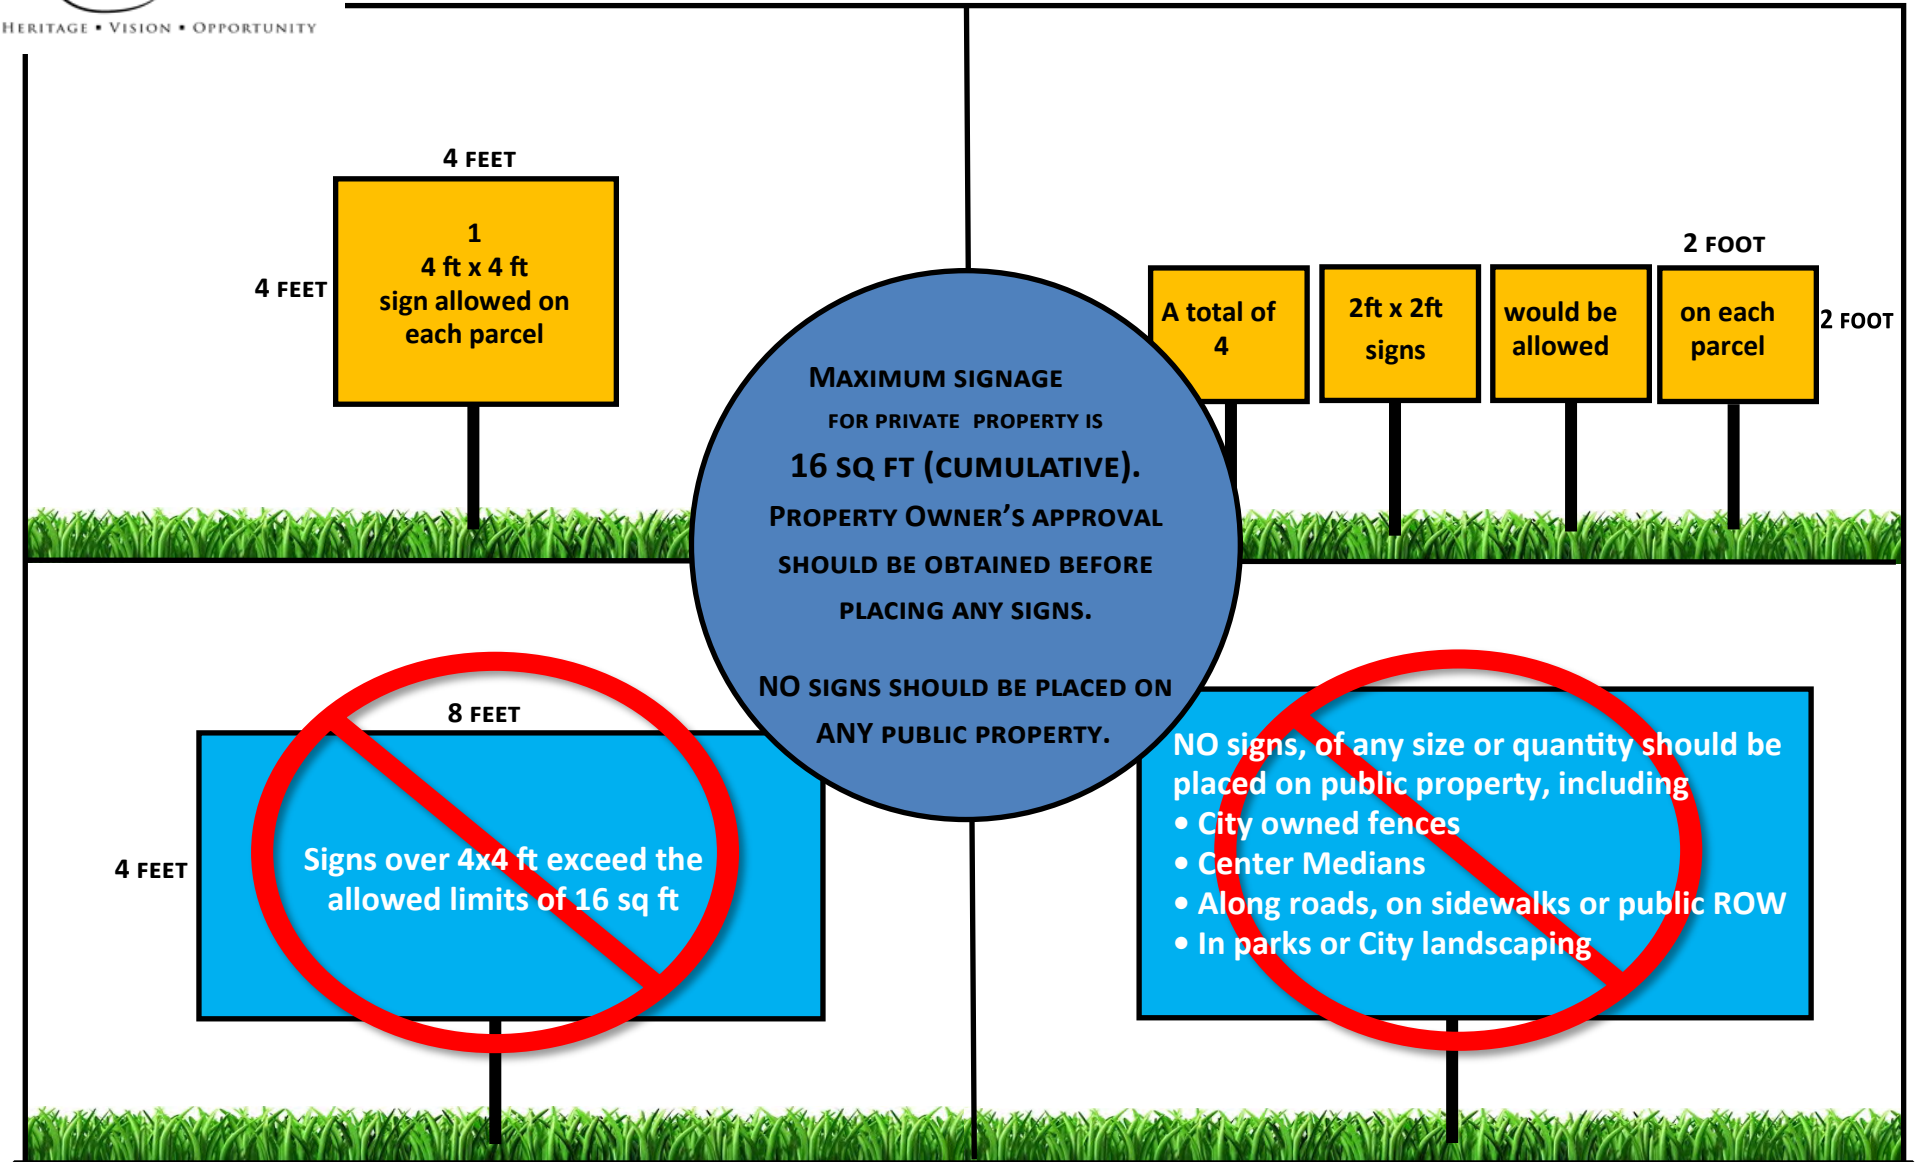 HERITAGE ▪ VISION ▪ OPPORTUNITY
4 FEET
4 FEET
1
4 ft x 4 ft
sign allowed on
each parcel
2 FOOT
2 FOOT
A total of
4
2ft x 2ft
signs
would be
allowed
on each
parcel
MAXIMUM SIGNAGE
FOR PRIVATE PROPERTY IS
16 SQ FT (CUMULATIVE).
PROPERTY OWNER’S APPROVAL
SHOULD BE OBTAINED BEFORE
PLACING ANY SIGNS.
NO SIGNS SHOULD BE PLACED ON
ANY PUBLIC PROPERTY.
8 FEET
4 FEET
Signs over 4x4 ft exceed the
allowed limits of 16 sq ft
NO signs, of any size or quantity should be
placed on public property, including
• City owned fences
• Center Medians
• Along roads, on sidewalks or public ROW
• In parks or City landscaping